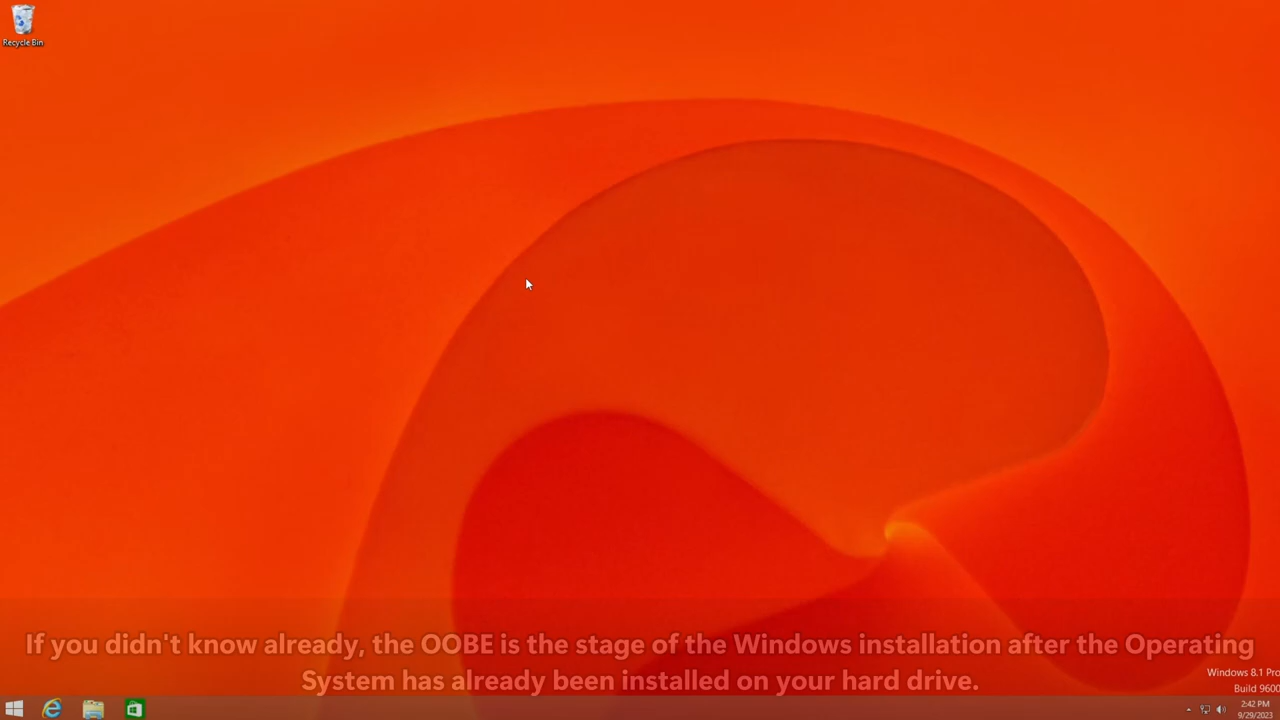 Recycle Bin
If you didn't know already, the OOBE is the stage of the Windows installation after the Operating
System has already been installed on your hard drive.
Windows 8.1 Pro
Build 9600
2:42 PM
9/29/2023